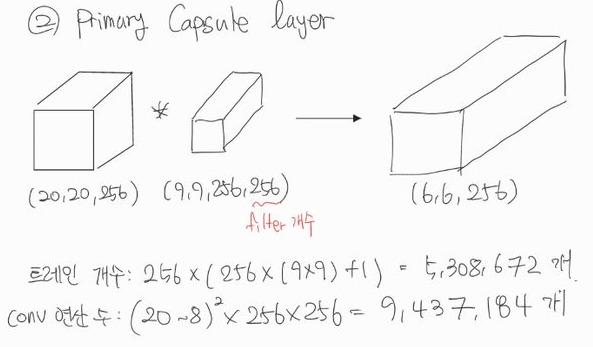 ② Primary Capsule layer
*
(20,20,256) (9,9,256,256) (6,6,256)
filter 개수
트레인 개수: 256 × (256 × (9×9) +1) = 5,308,672 개
conv 연산 수 : (20-8)² × 256×256 = 9,437,184 개